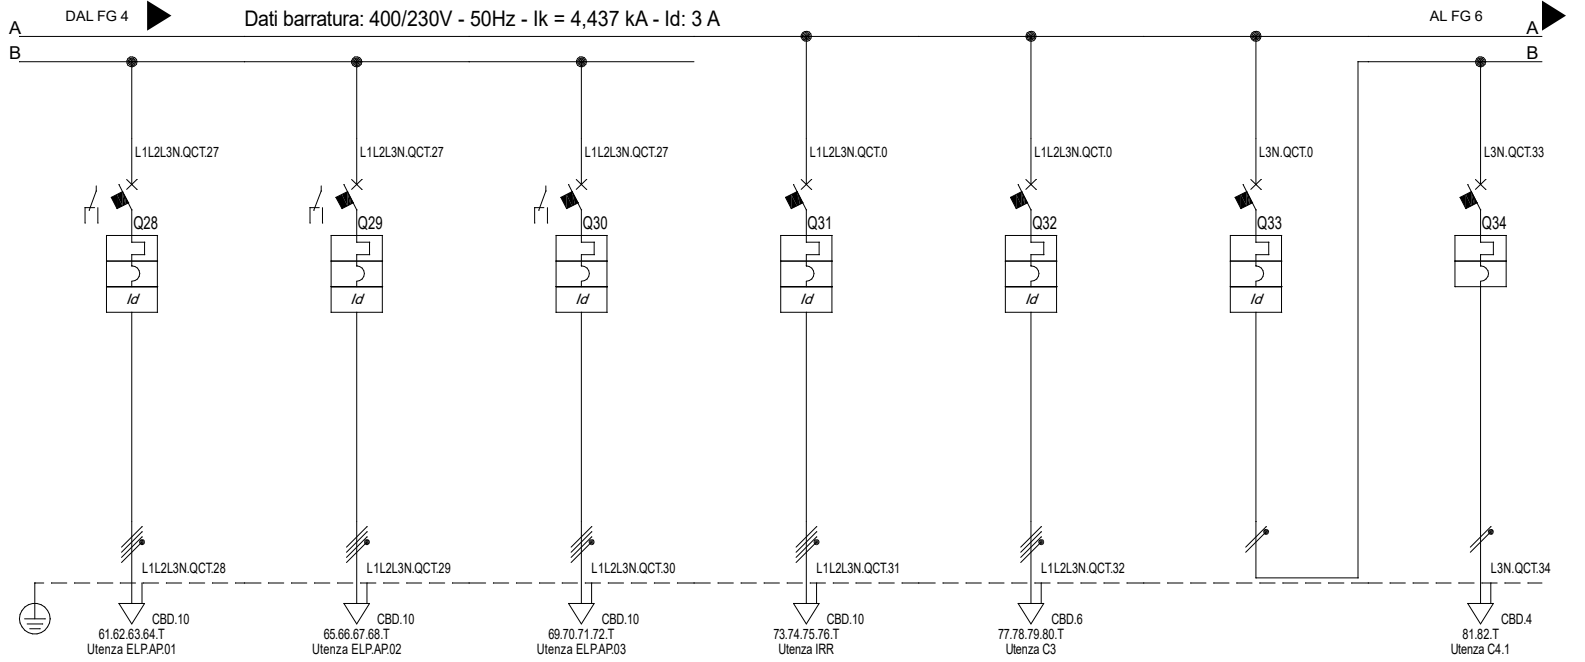 DAL FG 4
Dati barratura: 400/230V - 50Hz - Ik = 4,437 kA - Id: 3 A
AL FG 6
A
A
B
B
L1L2L3N.QCT.27
L1L2L3N.QCT.27
L1L2L3N.QCT.27
L1L2L3N.QCT.0
L1L2L3N.QCT.0
L3N.QCT.0
L3N.QCT.33
Q28
Q29
Q30
Q31
Q32
Q33
Q34
Id
Id
Id
Id
Id
Id
L1L2L3N.QCT.28
L1L2L3N.QCT.29
L1L2L3N.QCT.30
L1L2L3N.QCT.31
L1L2L3N.QCT.32
L3N.QCT.34
CBD.10
CBD.10
CBD.10
CBD.10
CBD.6
CBD.4
61.62.63.64.T
65.66.67.68.T
69.70.71.72.T
73.74.75.76.T
77.78.79.80.T
81.82.T
Utenza ELP.AP.01
Utenza ELP.AP.02
Utenza ELP.AP.03
Utenza IRR
Utenza C3
Utenza C4.1